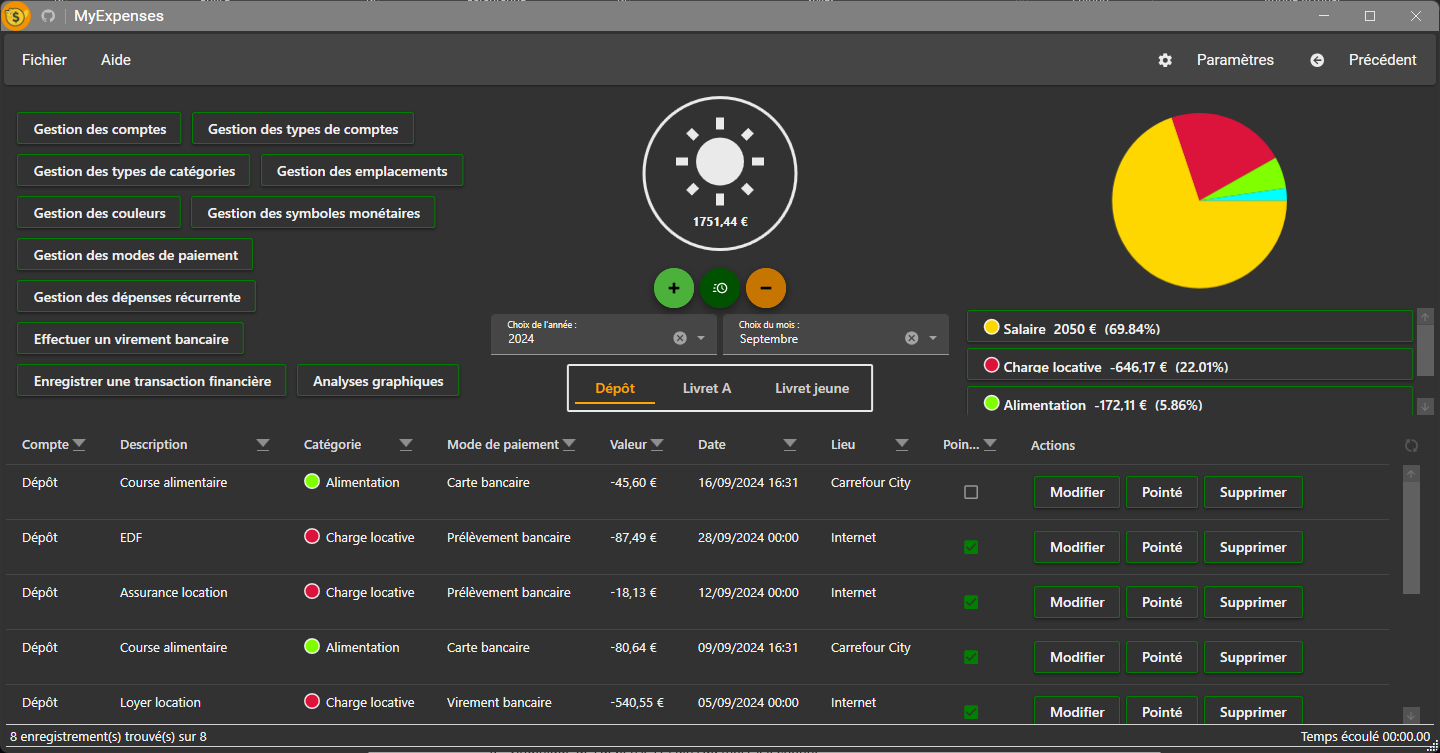 MyExpenses
Fichier Aide Paramètres Précédent
Gestion des comptes Gestion des types de comptes
Gestion des types de catégories Gestion des emplacements
Gestion des couleurs Gestion des symboles monétaires
Gestion des modes de paiement
Gestion des dépenses récurrente
Effectuer un virement bancaire
Enregistrer une transaction financière Analyses graphiques
1751,44 €
Choix de l'année :
2024
Choix du mois :
Septembre
Dépôt Livret A Livret jeune
Salaire 2050 € (69.84%)
Charge locative -646,17 € (22.01%)
Alimentation -172,11 € (5.86%)
Compte Description Catégorie Mode de paiement Valeur Date Lieu Poin... Actions
Dépôt Course alimentaire Alimentation Carte bancaire -45,60 € 16/09/2024 16:31 Carrefour City Modifier Pointé Supprimer
Dépôt EDF Charge locative Prélèvement bancaire -87,49 € 28/09/2024 00:00 Internet Modifier Pointé Supprimer
Dépôt Assurance location Charge locative Prélèvement bancaire -18,13 € 12/09/2024 00:00 Internet Modifier Pointé Supprimer
Dépôt Course alimentaire Alimentation Carte bancaire -80,64 € 09/09/2024 16:31 Carrefour City Modifier Pointé Supprimer
Dépôt Loyer location Charge locative Virement bancaire -540,55 € 05/09/2024 00:00 Internet Modifier Pointé Supprimer
8 enregistrement(s) trouvé(s) sur 8 Temps écoulé 00:00.00